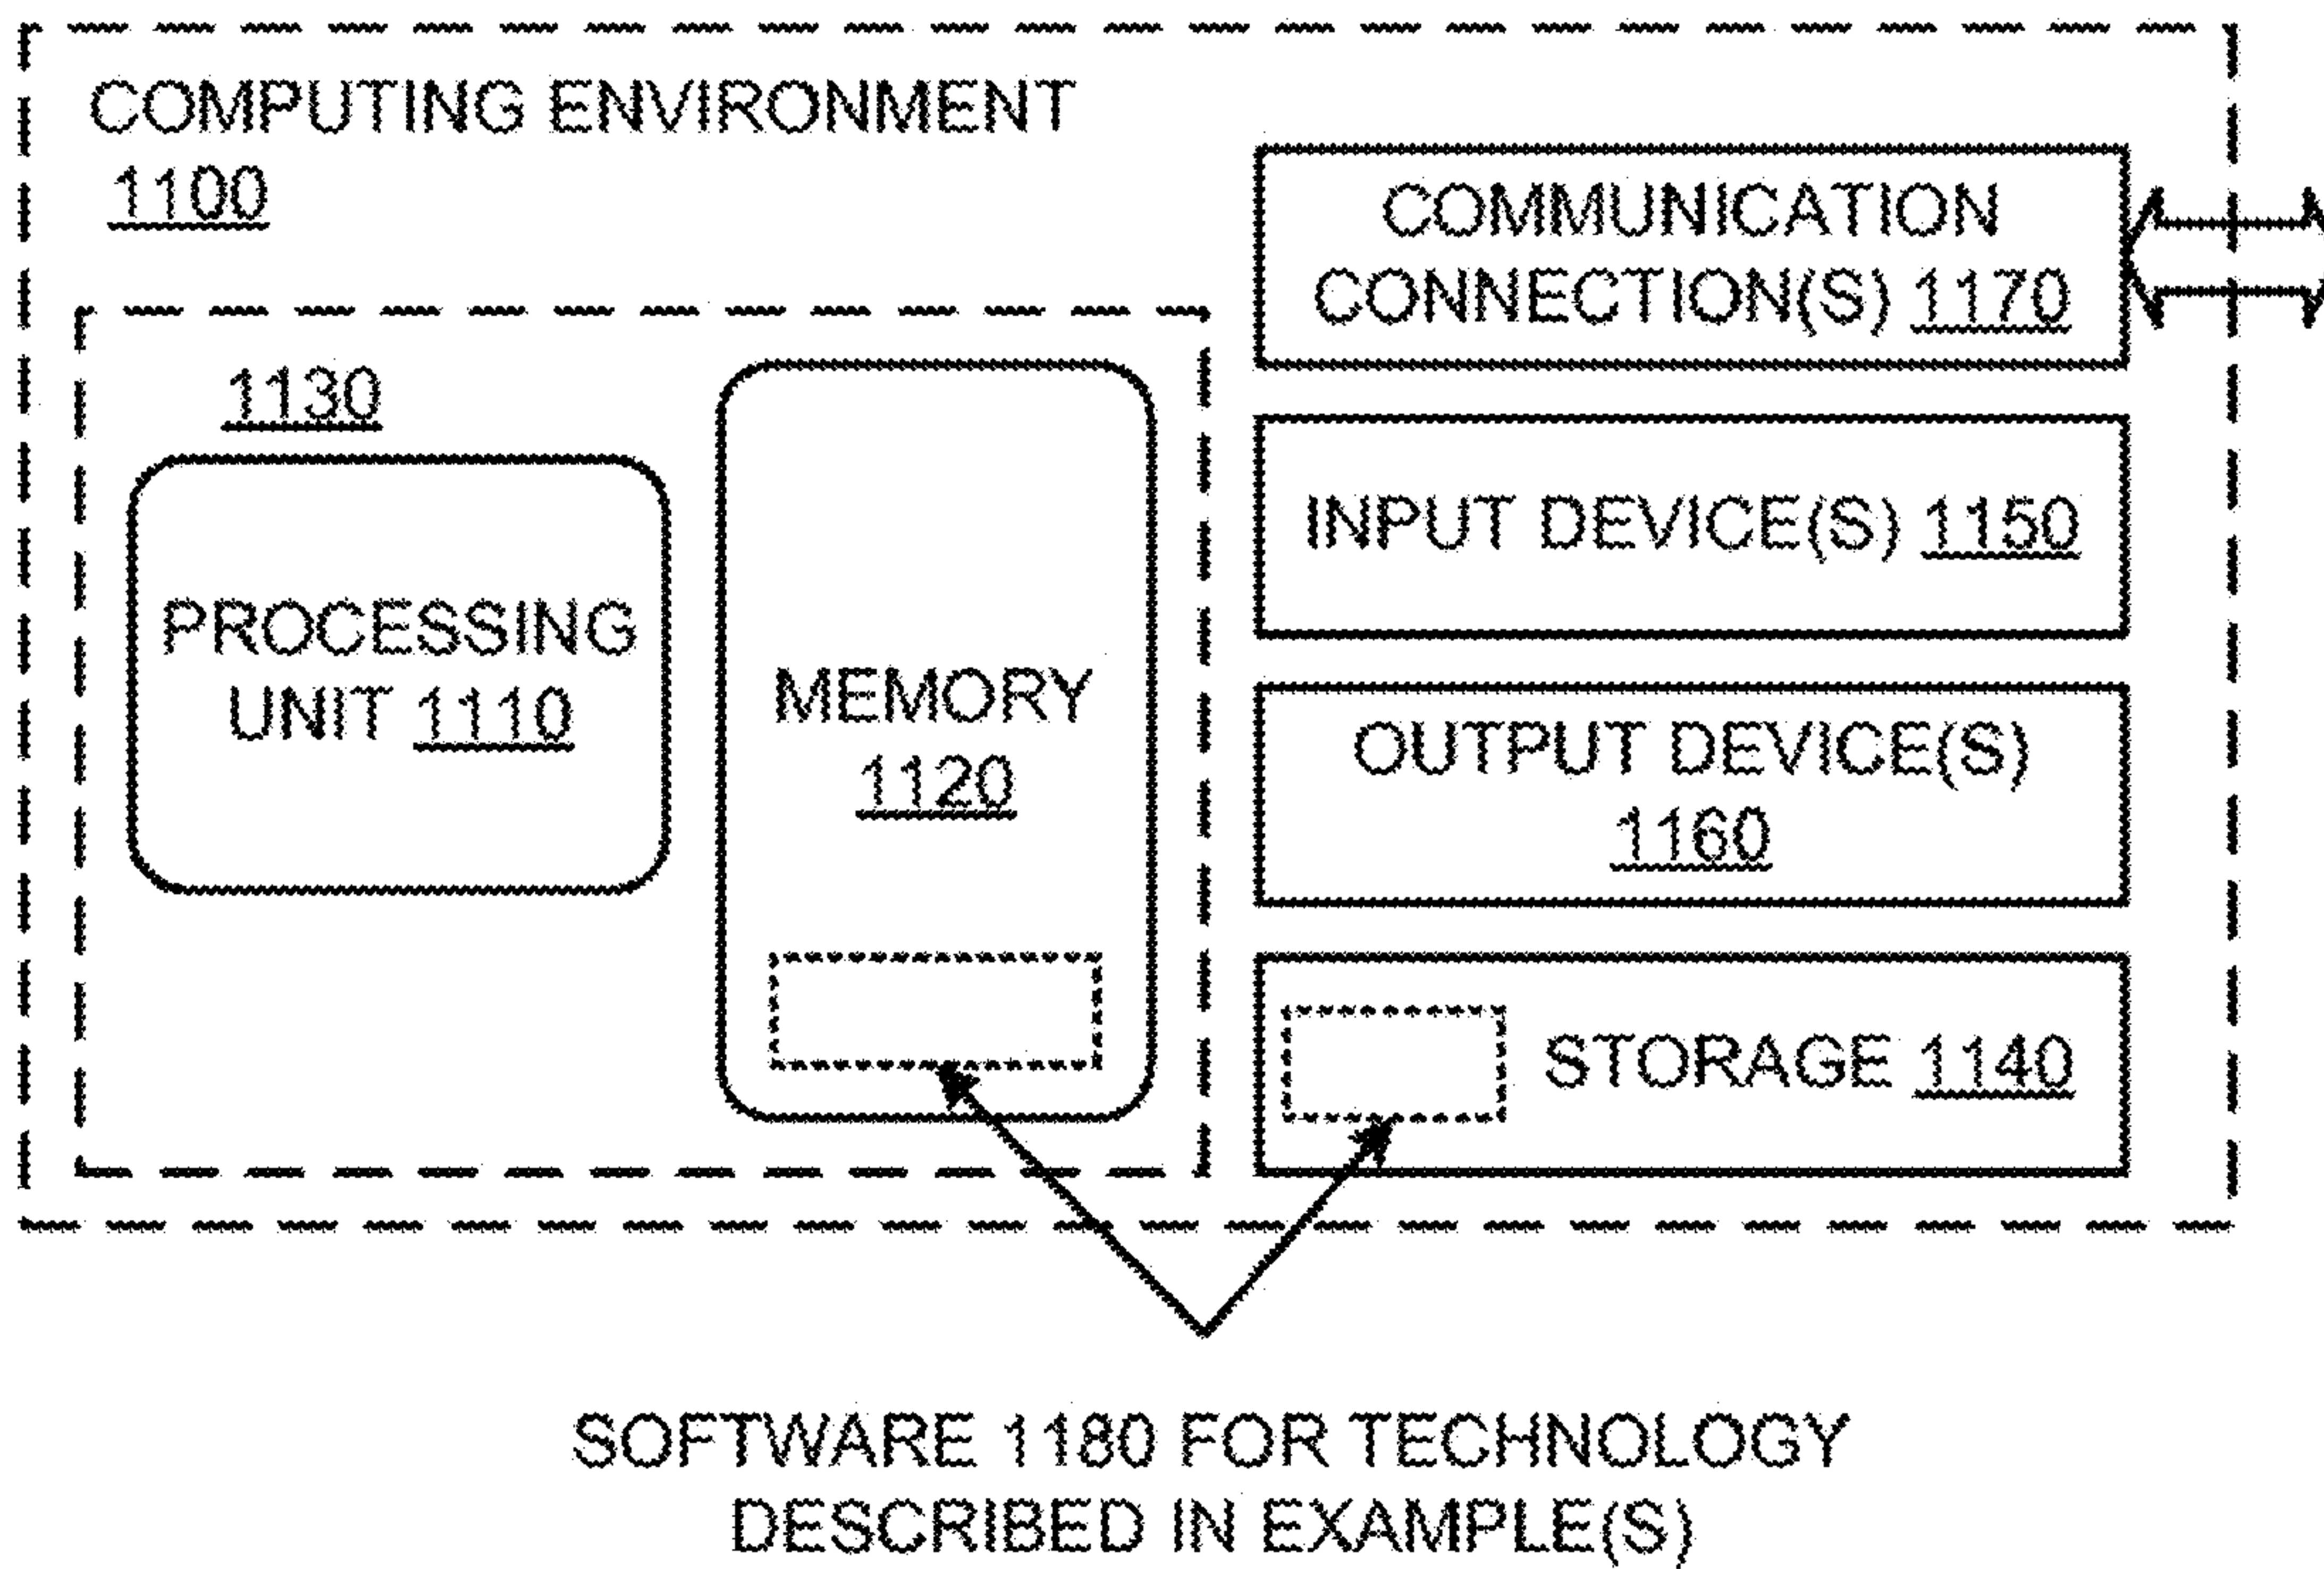 COMPUTING ENVIRONMENT
1100
COMMUNICATION
CONNECTION(S) 1170
1130
PROCESSING
UNIT 1110
MEMORY
1120
INPUT DEVICE(S) 1150
OUTPUT DEVICE(S)
1160
STORAGE 1140
SOFTWARE 1180 FOR TECHNOLOGY
DESCRIBED IN EXAMPLE(S)